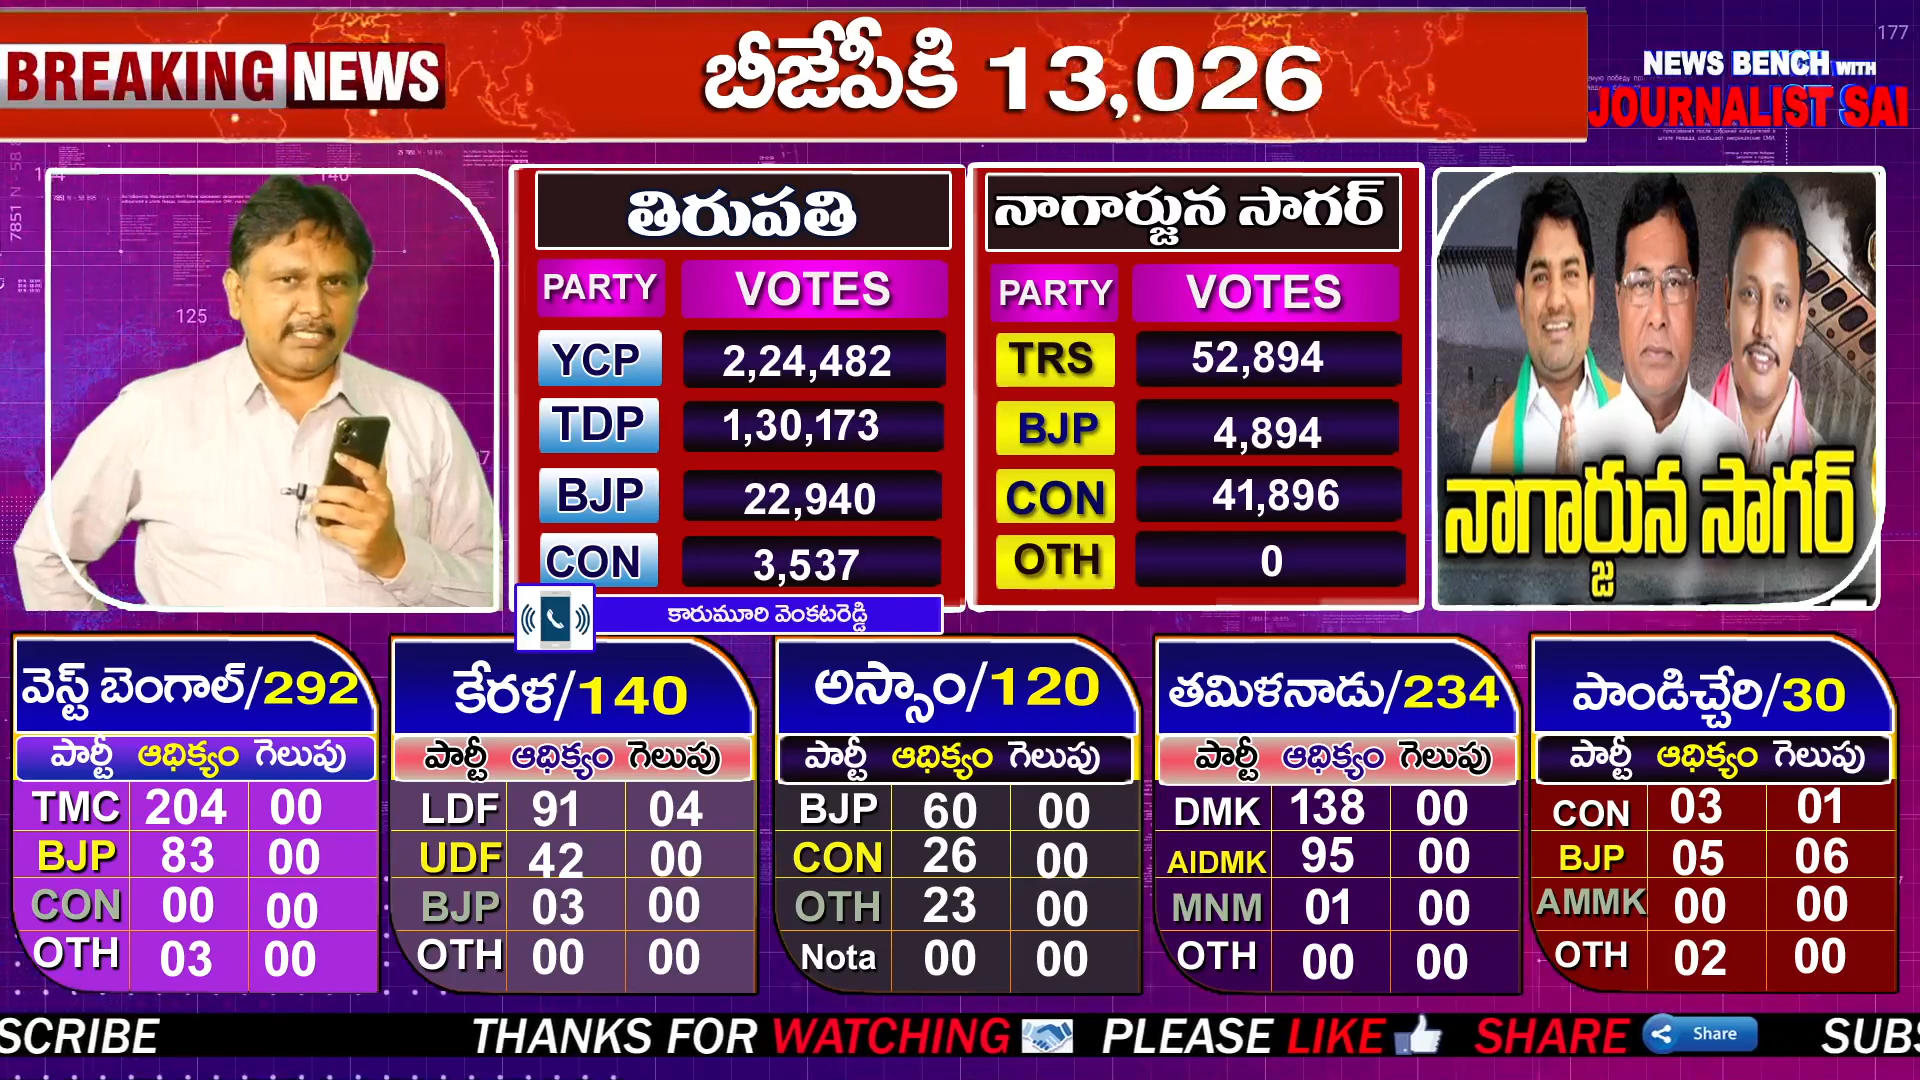 BREAKING NEWS
బీజేపీకి 13,026
177
NEWS BENCH WITH
JOURNALIST SAI
తిరుపతి
PARTY VOTES
YCP 2,24,482
TDP 1,30,173
BJP 22,940
CON 3,537
కారుమూరి వెంకటరెడ్డి
నాగార్జున సాగర్
PARTY VOTES
TRS 52,894
BJP 4,894
CON 41,896
OTH 0
నాగార్జున సాగర్
125
వెస్ట్ బెంగాల్/292
పార్టీ ఆధిక్యం గెలుపు
TMC 204 00
BJP 83 00
CON 00 00
OTH 03 00
కేరళ/140
పార్టీ ఆధిక్యం గెలుపు
LDF 91 04
UDF 42 00
BJP 03 00
OTH 00 00
అస్సాం/120
పార్టీ ఆధిక్యం గెలుపు
BJP 60 00
CON 26 00
OTH 23 00
Nota 00 00
తమిళనాడు/234
పార్టీ ఆధిక్యం గెలుపు
DMK 138 00
AIDMK 95 00
MNM 01 00
OTH 00 00
పాండిచ్చేరి/30
పార్టీ ఆధిక్యం గెలుపు
CON 03 01
BJP 05 06
AMMK 00 00
OTH 02 00
SCRIBE THANKS FOR WATCHING PLEASE LIKE SHARE Share SUBS